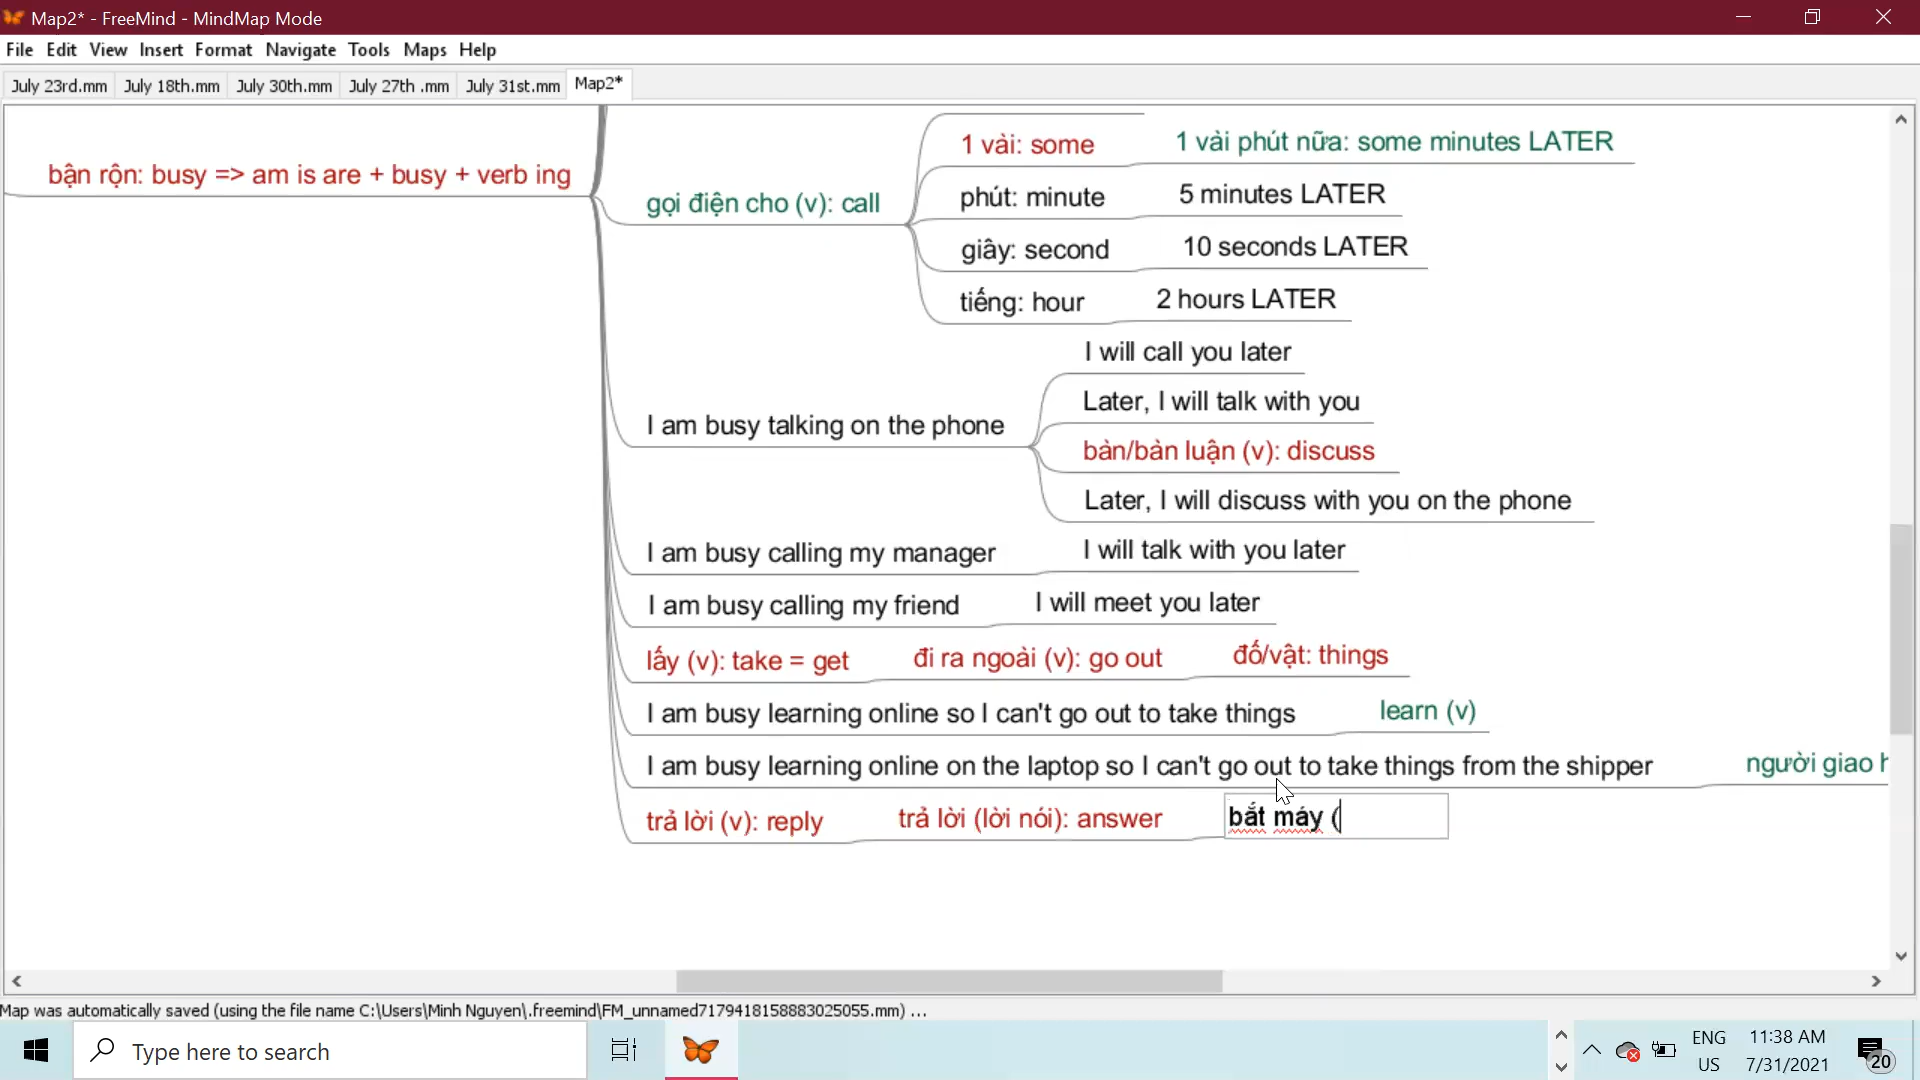 Map2* - FreeMind - MindMap Mode
File Edit View Insert Format Navigate Tools Maps Help
July 23rd.mm July 18th.mm July 30th.mm July 27th .mm July 31st.mm Map2*
bận rộn: busy => am is are + busy + verb ing
gọi điện cho (v): call
1 vài: some 1 vài phút nữa: some minutes LATER
phút: minute 5 minutes LATER
giây: second 10 seconds LATER
tiếng: hour 2 hours LATER
I am busy talking on the phone
I will call you later
Later, I will talk with you
bàn/bàn luận (v): discuss
Later, I will discuss with you on the phone
I am busy calling my manager I will talk with you later
I am busy calling my friend I will meet you later
lấy (v): take = get đi ra ngoài (v): go out đố/vật: things
I am busy learning online so I can't go out to take things learn (v)
I am busy learning online on the laptop so I can't go out to take things from the shipper người giao
trả lời (v): reply trả lời (lời nói): answer bắt máy (
Map was automatically saved (using the file name C:\Users\Minh Nguyen\.freemind\FM_unnamed7179418158883025055.mm) ...
Type here to search
ENG
US
11:38 AM
7/31/2021
20